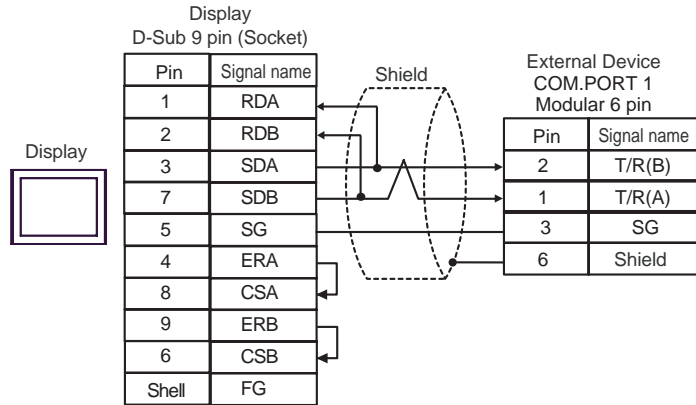 Display
D-Sub 9 pin (Socket)
Pin Signal name
1 RDA
2 RDB
3 SDA
7 SDB
5 SG
4 ERA
8 CSA
9 ERB
6 CSB
Shell FG
Display
Shield
External Device
COM.PORT 1
Modular 6 pin
Pin Signal name
2 T/R(B)
1 T/R(A)
3 SG
6 Shield